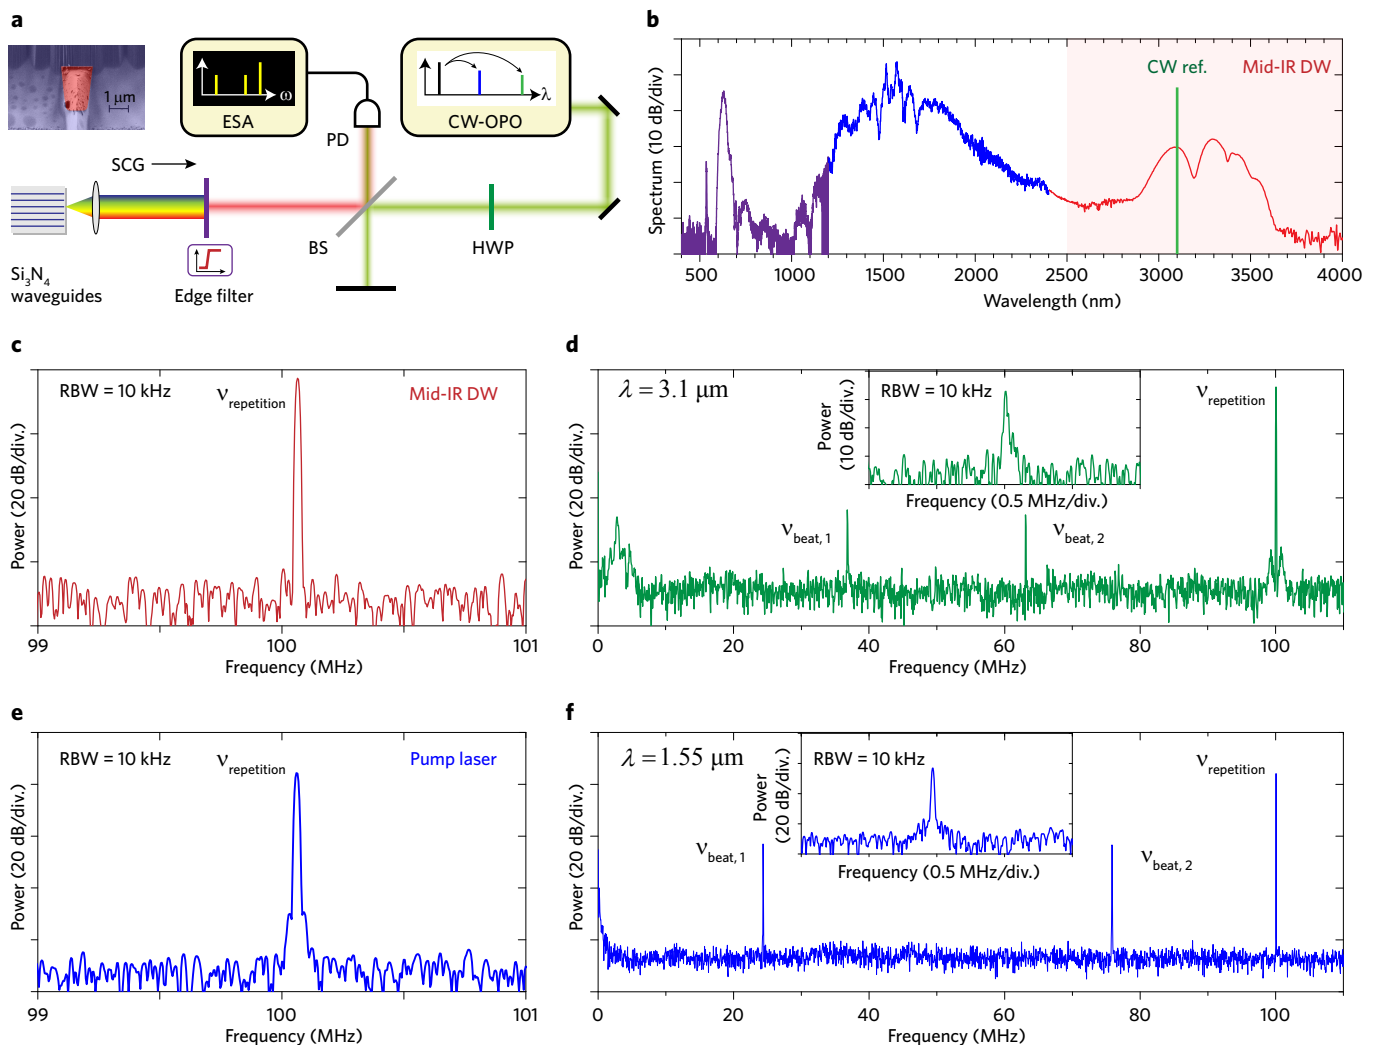 a
1 µm
ESA
ω
CW-OPO
λ
PD
SCG
BS
HWP
Si3N4
waveguides
Edge filter
b
Spectrum (10 dB/div)
CW ref.
Mid-IR DW
500
1000
1500
2000
2500
3000
3500
4000
Wavelength (nm)
c
RBW = 10 kHz
νrepetition
Mid-IR DW
Power (20 dB/div.)
99
100
101
Frequency (MHz)
d
λ = 3.1 µm
RBW = 10 kHz
Power
(10 dB/div.)
Frequency (0.5 MHz/div.)
νrepetition
νbeat, 1
νbeat, 2
Power (20 dB/div.)
0
20
40
60
80
100
Frequency (MHz)
e
RBW = 10 kHz
νrepetition
Pump laser
Power (20 dB/div.)
99
100
101
Frequency (MHz)
f
λ = 1.55 µm
RBW = 10 kHz
Power
(20 dB/div.)
Frequency (0.5 MHz/div.)
νrepetition
νbeat, 1
νbeat, 2
Power (20 dB/div.)
0
20
40
60
80
100
Frequency (MHz)